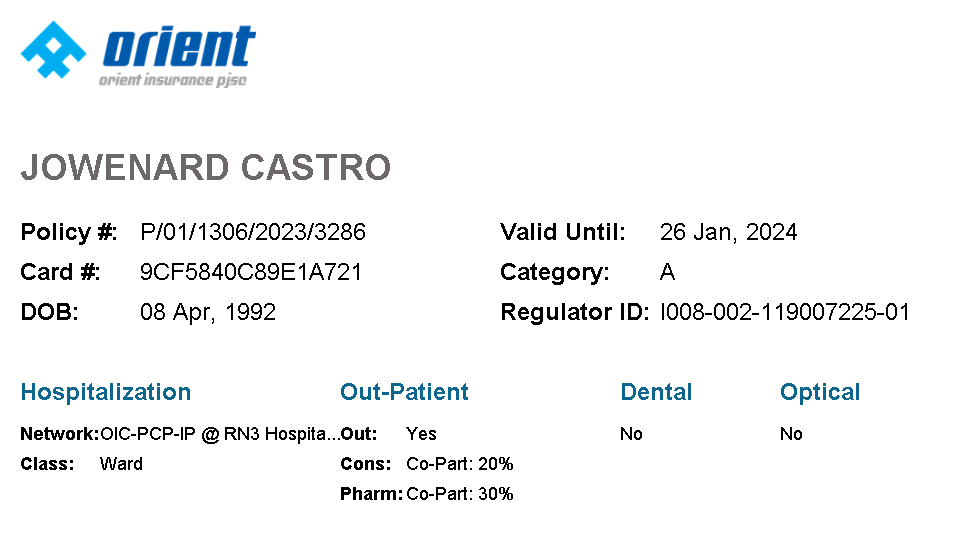 orient
orient insurance pjsc
JOWENARD CASTRO
Policy #: P/01/1306/2023/3286 Valid Until: 26 Jan, 2024
Card #: 9CF5840C89E1A721 Category: A
DOB: 08 Apr, 1992 Regulator ID: I008-002-119007225-01
Hospitalization Out-Patient Dental Optical
Network: OIC-PCP-IP @ RN3 Hospita... Out: Yes No No
Class: Ward Cons: Co-Part: 20%
Pharm: Co-Part: 30%